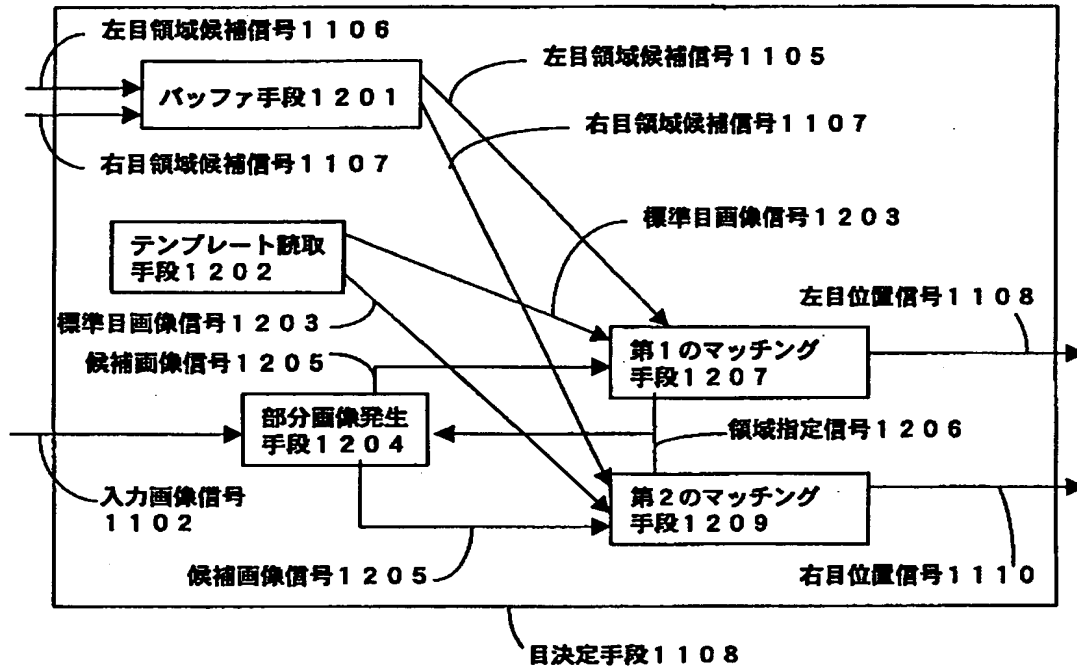 左目領域候補信号1106
左目領域候補信号1105
バッファ手段1201
右目領域候補信号1107
右目領域候補信号1107
標準目画像信号1203
テンプレート読取
手段1202
左目位置信号1108
標準目画像信号1203
第1のマッチング
手段1207
候補画像信号1205
部分画像発生
手段1204
領域指定信号1206
入力画像信号
1102
第2のマッチング
手段1209
候補画像信号1205
右目位置信号1110
目決定手段1108